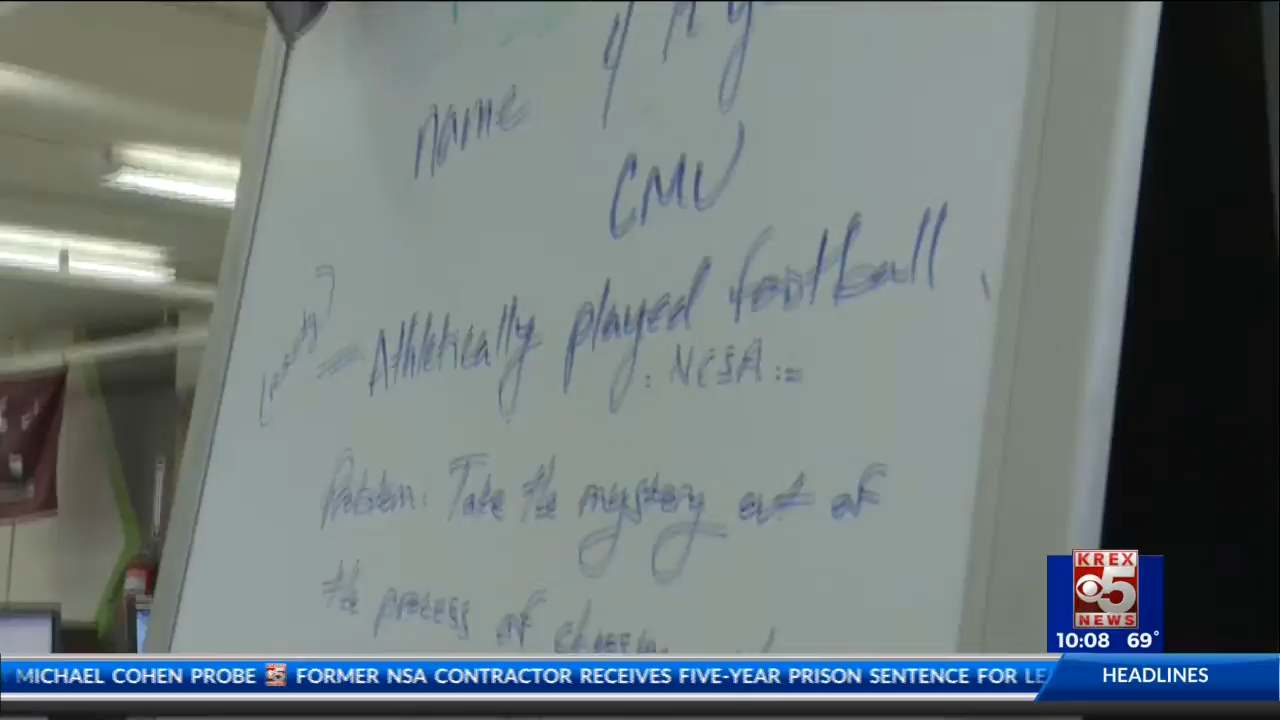 name
CMU
Athletically played football
: NCSA :=
Problem: Take the mystery out of
the process of
KREX
5
NEWS
10:08 69°
MICHAEL COHEN PROBE 5 FORMER NSA CONTRACTOR RECEIVES FIVE-YEAR PRISON SENTENCE FOR LE
HEADLINES